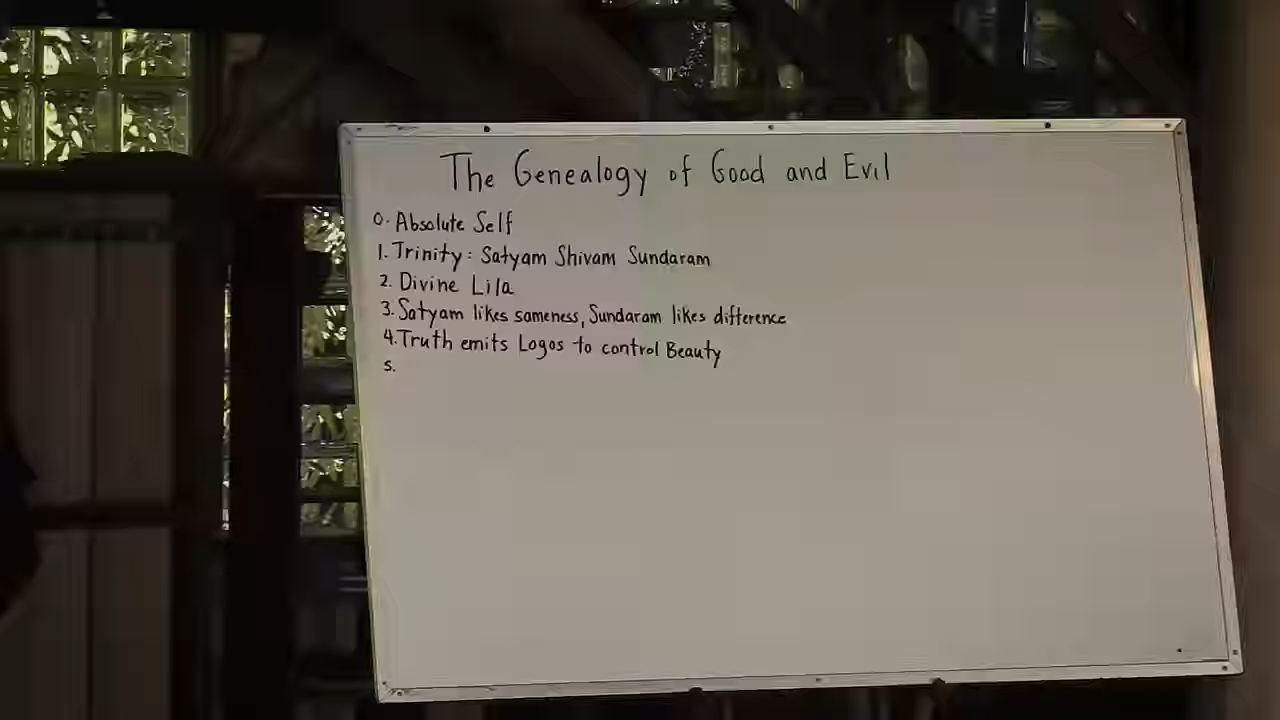 The Genealogy of Good and Evil
0. Absolute Self
1. Trinity: Satyam Shivam Sundaram
2. Divine Lila
3. Satyam likes sameness, Sundaram likes difference
4. Truth emits Logos to control Beauty
5.